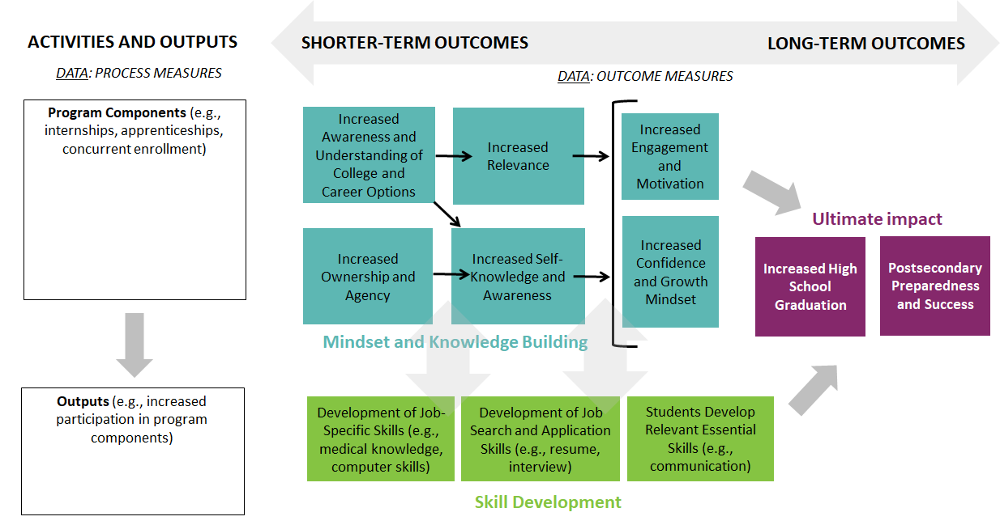 ACTIVITIES AND OUTPUTS
DATA: PROCESS MEASURES
Program Components (e.g.,
internships, apprenticeships,
concurrent enrollment)
Outputs (e.g., increased
participation in program
components)
SHORTER-TERM OUTCOMES
LONG-TERM OUTCOMES
DATA: OUTCOME MEASURES
Increased
Awareness and
Understanding of
College and
Career Options
Increased
Relevance
Increased
Engagement
and
Motivation
Increased
Ownership and
Agency
Increased Self-
Knowledge and
Awareness
Increased
Confidence
and Growth
Mindset
Mindset and Knowledge Building
Development of Job-
Specific Skills (e.g.,
medical knowledge,
computer skills)
Development of Job
Search and Application
Skills (e.g., resume,
interview)
Students Develop
Relevant Essential
Skills (e.g.,
communication)
Skill Development
Ultimate impact
Increased High
School
Graduation
Postsecondary
Preparedness
and Success